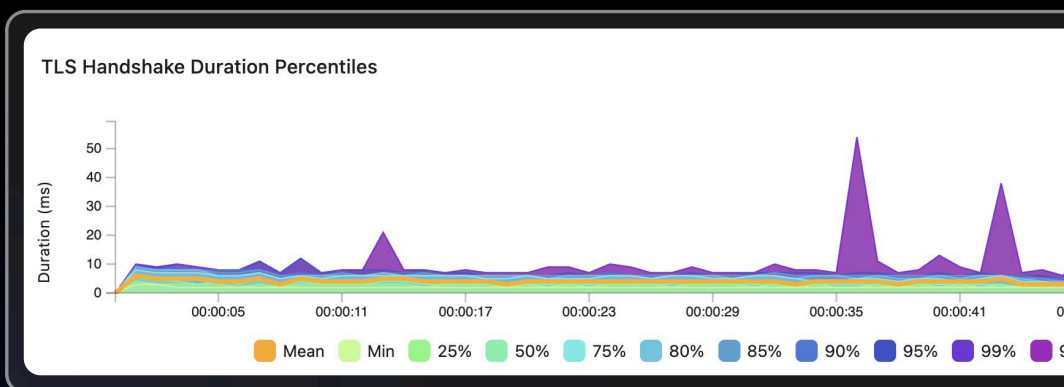 TLS Handshake Duration Percentiles
Duration (ms)
50
40
30
20
10
0
00:00:05 00:00:11 00:00:17 00:00:23 00:00:29 00:00:35 00:00:41 0
Mean Min 25% 50% 75% 80% 85% 90% 95% 99% 9